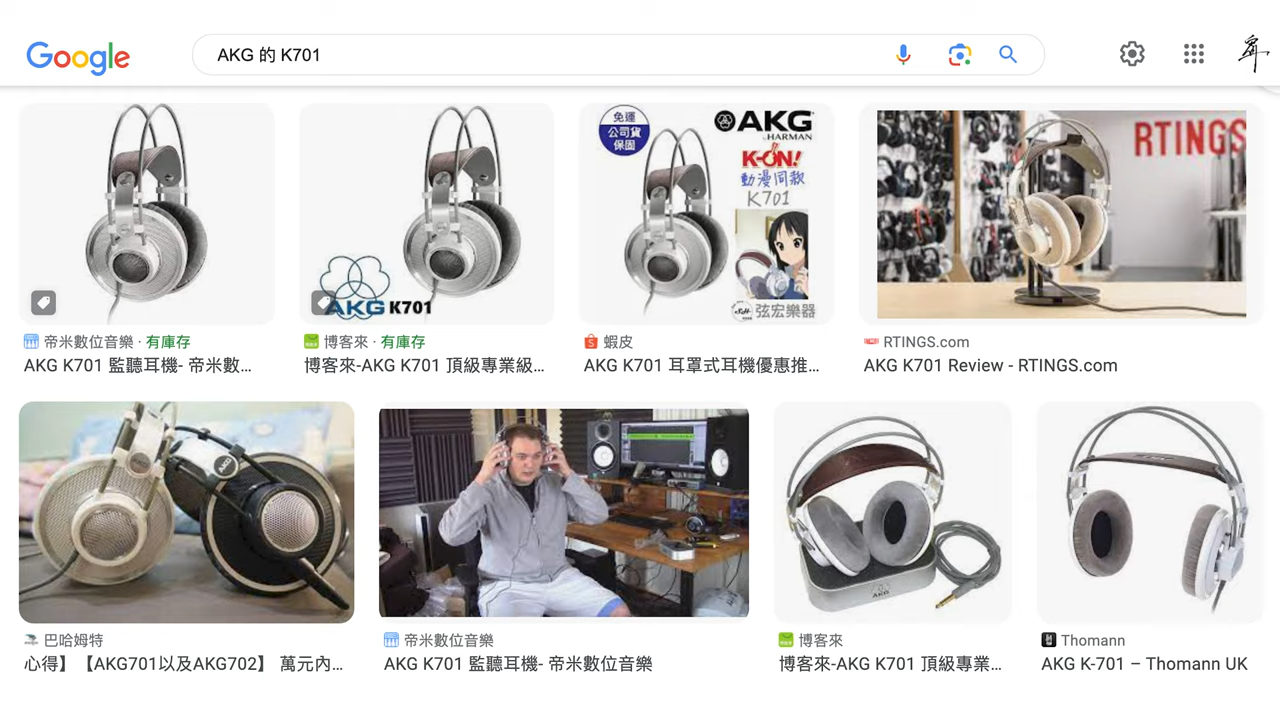 Google
AKG 的 K701
免運
公司貨
保固
AKG
by HARMAN
K-ON!
動漫同款
K701
弦宏樂器
AKG K701
RTINGS
帝米數位音樂 · 有庫存
AKG K701 監聽耳機- 帝米數...
博客來 · 有庫存
博客來-AKG K701 頂級專業級...
蝦皮
AKG K701 耳罩式耳機優惠推...
RTINGS.com
AKG K701 Review - RTINGS.com
AKG
AKG
巴哈姆特
心得】【AKG701以及AKG702】 萬元內...
帝米數位音樂
AKG K701 監聽耳機- 帝米數位音樂
博客來
博客來-AKG K701 頂級專業...
Thomann
AKG K-701 – Thomann UK